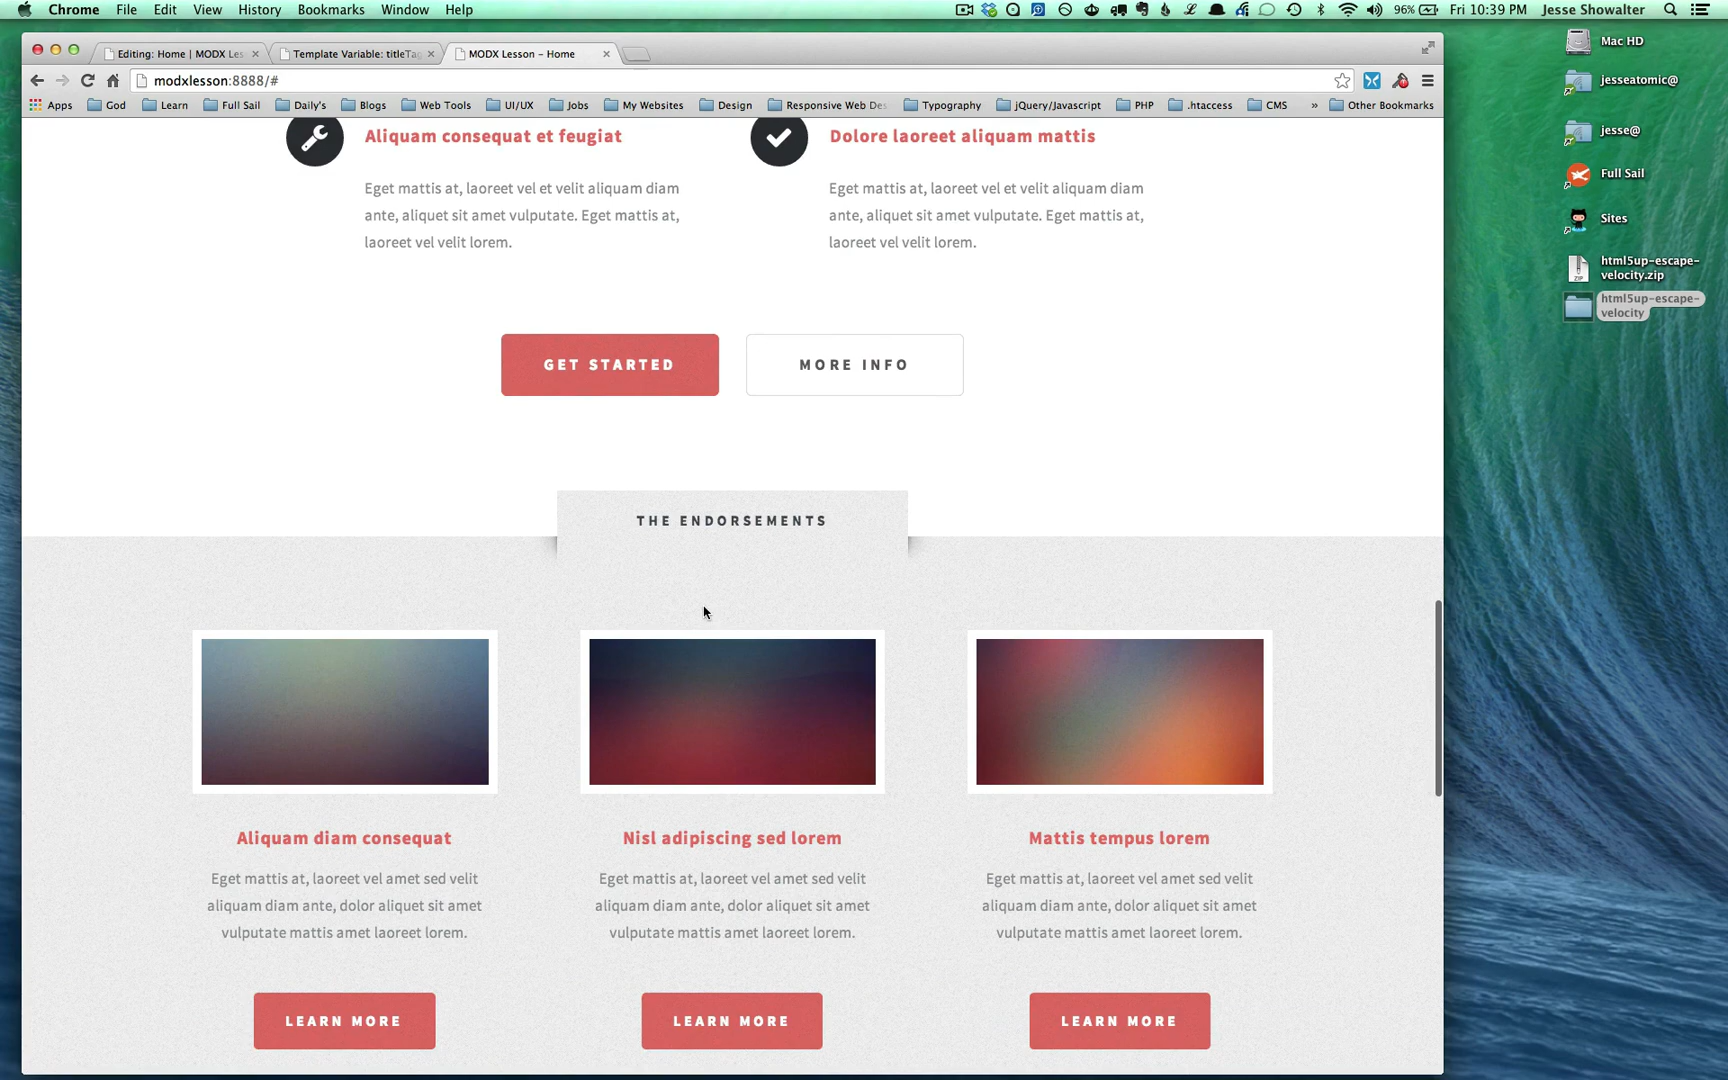 Chrome File Edit View History Bookmarks Window Help 96% Fri 10:39 PM Jesse Showalter
Editing: Home | MODX Les
Template Variable: titleTag
MODX Lesson – Home
modxlesson:8888/#
Apps God Learn Full Sail Daily's Blogs Web Tools UI/UX Jobs My Websites Design Responsive Web Des Typography jQuery/Javascript PHP .htaccess CMS » Other Bookmarks
Aliquam consequat et feugiat
Eget mattis at, laoreet vel et velit aliquam diam
ante, aliquet sit amet vulputate. Eget mattis at,
laoreet vel velit lorem.
Dolore laoreet aliquam mattis
Eget mattis at, laoreet vel et velit aliquam diam
ante, aliquet sit amet vulputate. Eget mattis at,
laoreet vel velit lorem.
GET STARTED
MORE INFO
THE ENDORSEMENTS
Aliquam diam consequat
Eget mattis at, laoreet vel amet sed velit
aliquam diam ante, dolor aliquet sit amet
vulputate mattis amet laoreet lorem.
LEARN MORE
Nisl adipiscing sed lorem
Eget mattis at, laoreet vel amet sed velit
aliquam diam ante, dolor aliquet sit amet
vulputate mattis amet laoreet lorem.
LEARN MORE
Mattis tempus lorem
Eget mattis at, laoreet vel amet sed velit
aliquam diam ante, dolor aliquet sit amet
vulputate mattis amet laoreet lorem.
LEARN MORE
Mac HD
jesseatomic@
jesse@
Full Sail
Sites
ZIP
html5up-escape-
velocity.zip
html5up-escape-
velocity